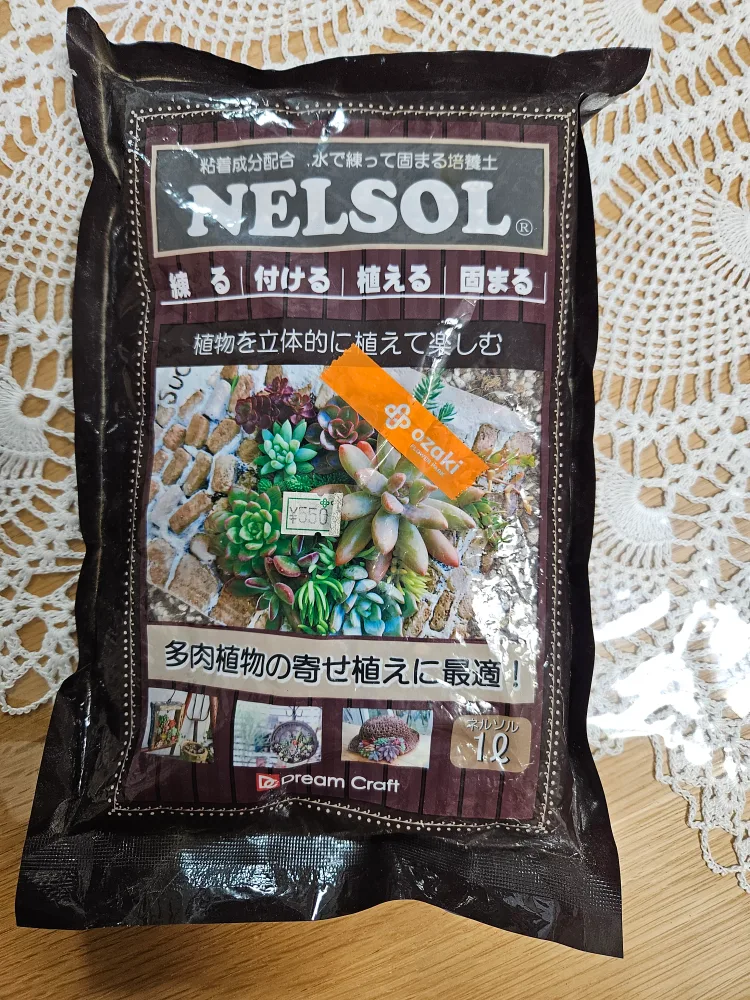 粘着成分配合 水で練って固まる培養土
NELSOL®
練る 付ける 植える 固まる
植物を立体的に植えて楽しむ
SUC
ozaki
¥550
多肉植物の寄せ植えに最適！
ネルソル
1ℓ
DC Dream Craft